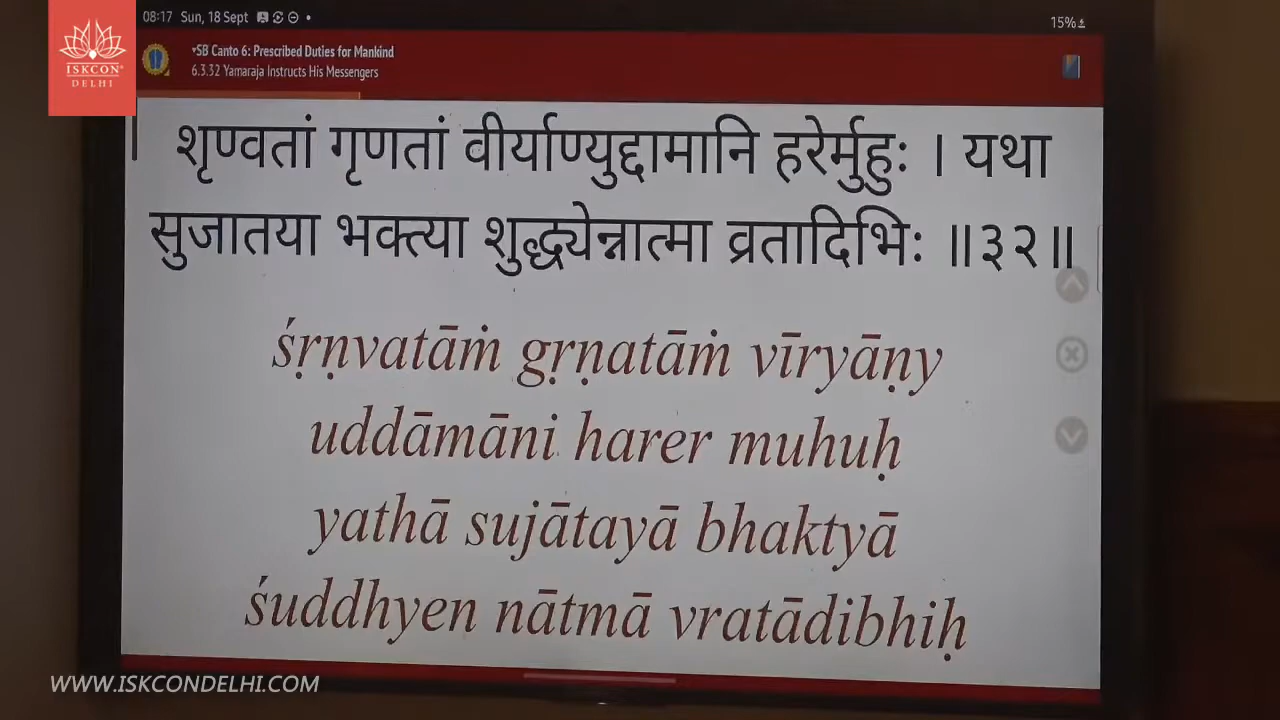 08:17 Sun, 18 Sept
15%
ISKCON
DELHI
SB Canto 6: Prescribed Duties for Mankind
6.3.32 Yamaraja Instructs His Messengers
शृण्वतां गृणतां वीर्याण्युद्दामानि हरेर्मुहुः । यथा
सुजातया भक्त्या शुद्ध्येन्नात्मा व्रतादिभिः ॥३२॥
śṛṇvatāṁ gṛṇatāṁ vīryāṇy
uddāmāni harer muhuḥ
yathā sujātayā bhaktyā
śuddhyen nātmā vratādibhiḥ
WWW.ISKCONDELHI.COM